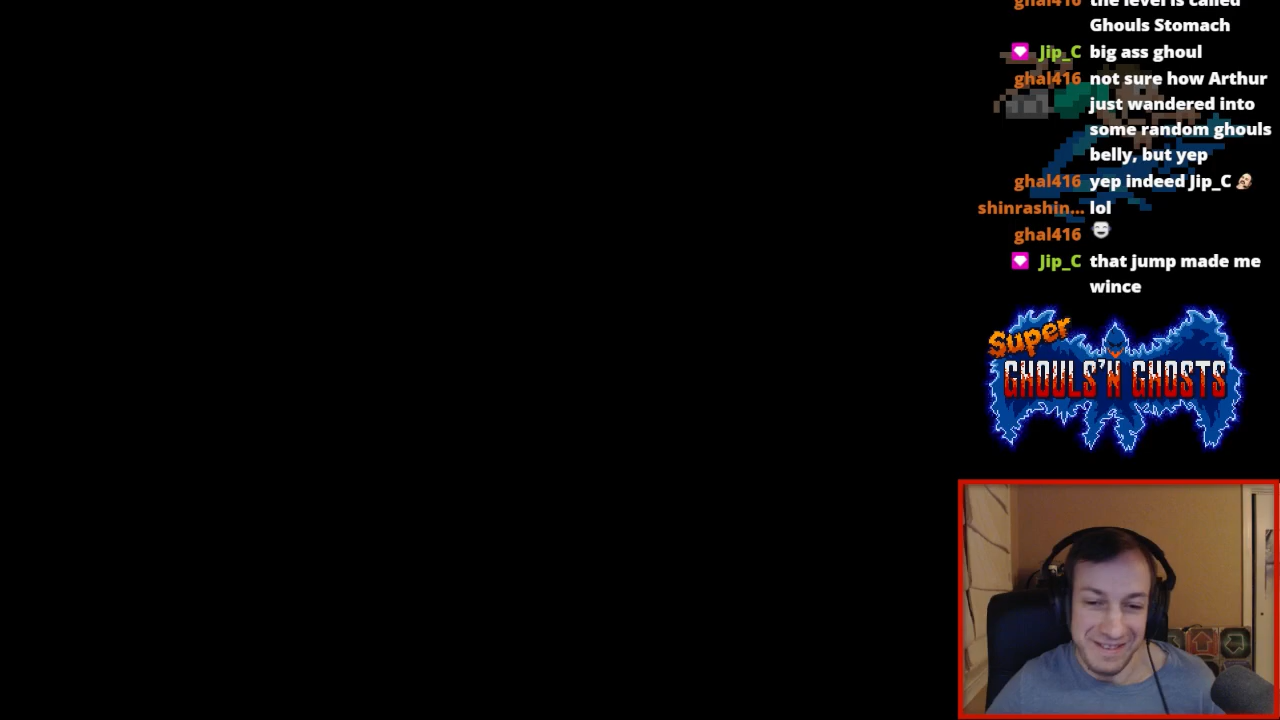 ghal416 the level is called
Ghouls Stomach
Jip_C big ass ghoul
ghal416 not sure how Arthur
just wandered into
some random ghouls
belly, but yep
ghal416 yep indeed Jip_C
shinrashin... lol
ghal416
Jip_C that jump made me
wince
Super
GHOULS'N GHOSTS